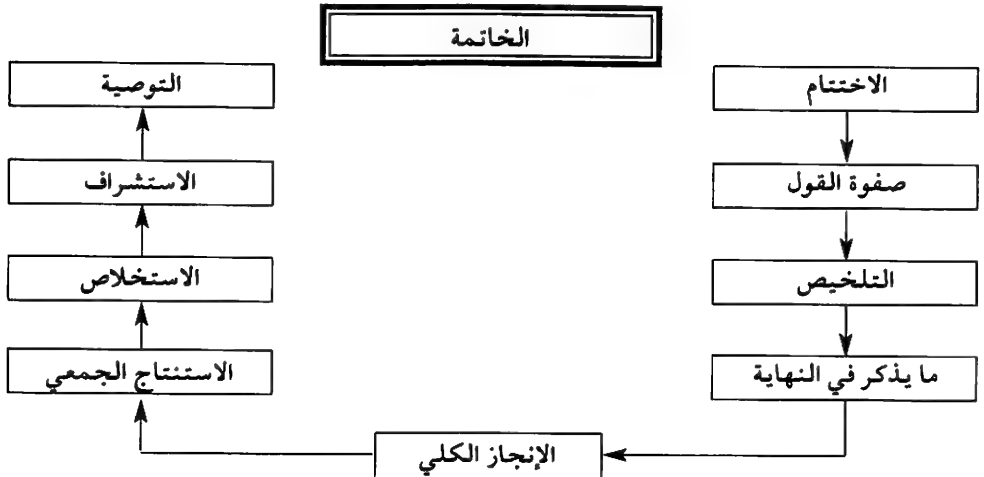 الخاتمة
الاختتام
صفوة القول
التلخيص
ما يذكر في النهاية
الإنجاز الكلي
الاستنتاج الجمعي
الاستخلاص
الاستشراف
التوصية